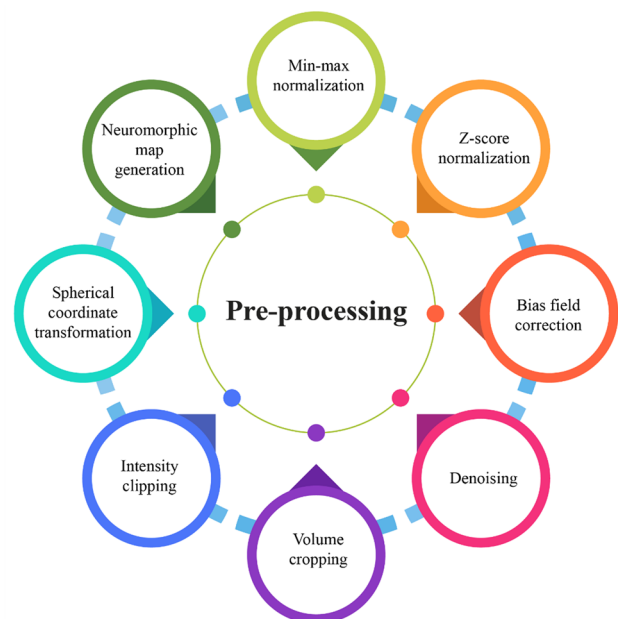 Min-max
normalization
Z-score
normalization
Bias field
correction
Denoising
Volume
cropping
Intensity
clipping
Spherical
coordinate
transformation
Neuromorphic
map
generation
Pre-processing